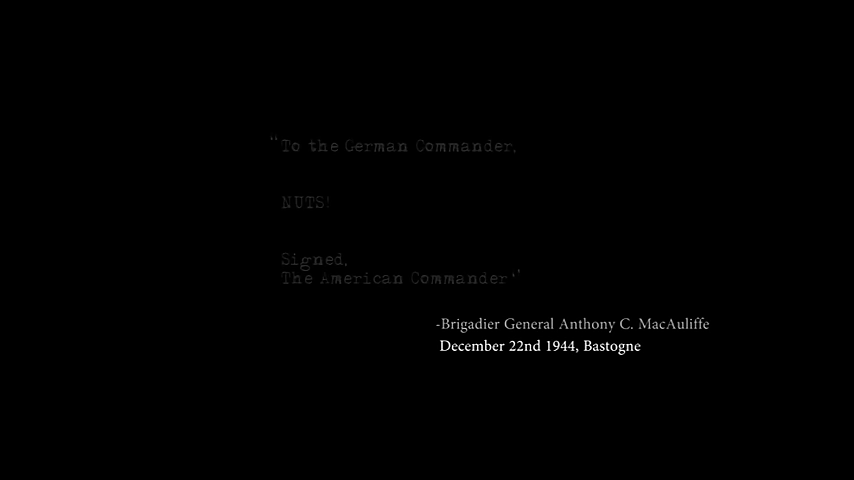 “To the German Commander,
NUTS!
Signed,
The American Commander”
-Brigadier General Anthony C. MacAuliffe
December 22nd 1944, Bastogne